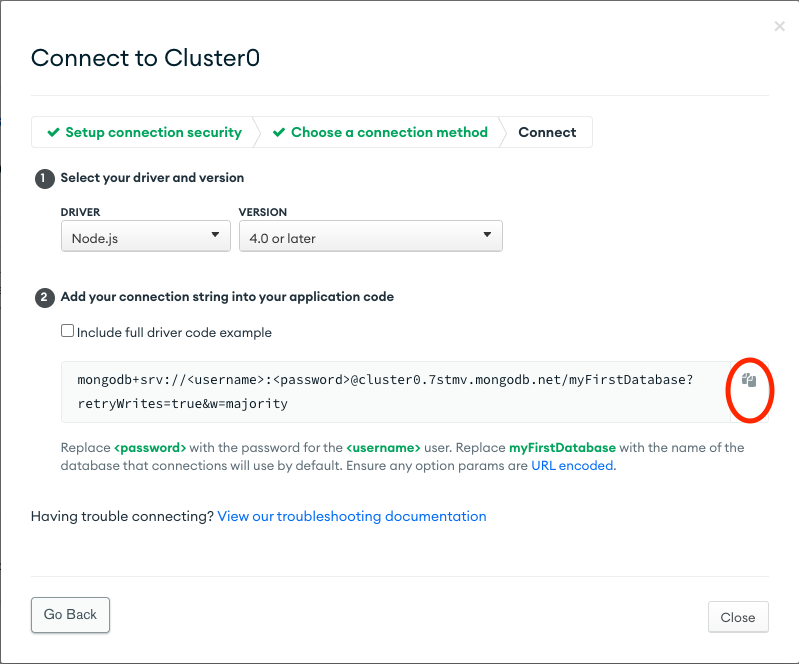 Connect to Cluster0
Setup connection security
Choose a connection method
Connect
1 Select your driver and version
DRIVER
VERSION
Node.js
4.0 or later
2 Add your connection string into your application code
Include full driver code example
mongodb+srv://<username>:<password>@cluster0.7stmv.mongodb.net/myFirstDatabase?
retryWrites=true&w=majority
Replace <password> with the password for the <username> user. Replace myFirstDatabase with the name of the
database that connections will use by default. Ensure any option params are URL encoded.
Having trouble connecting? View our troubleshooting documentation
Go Back
Close